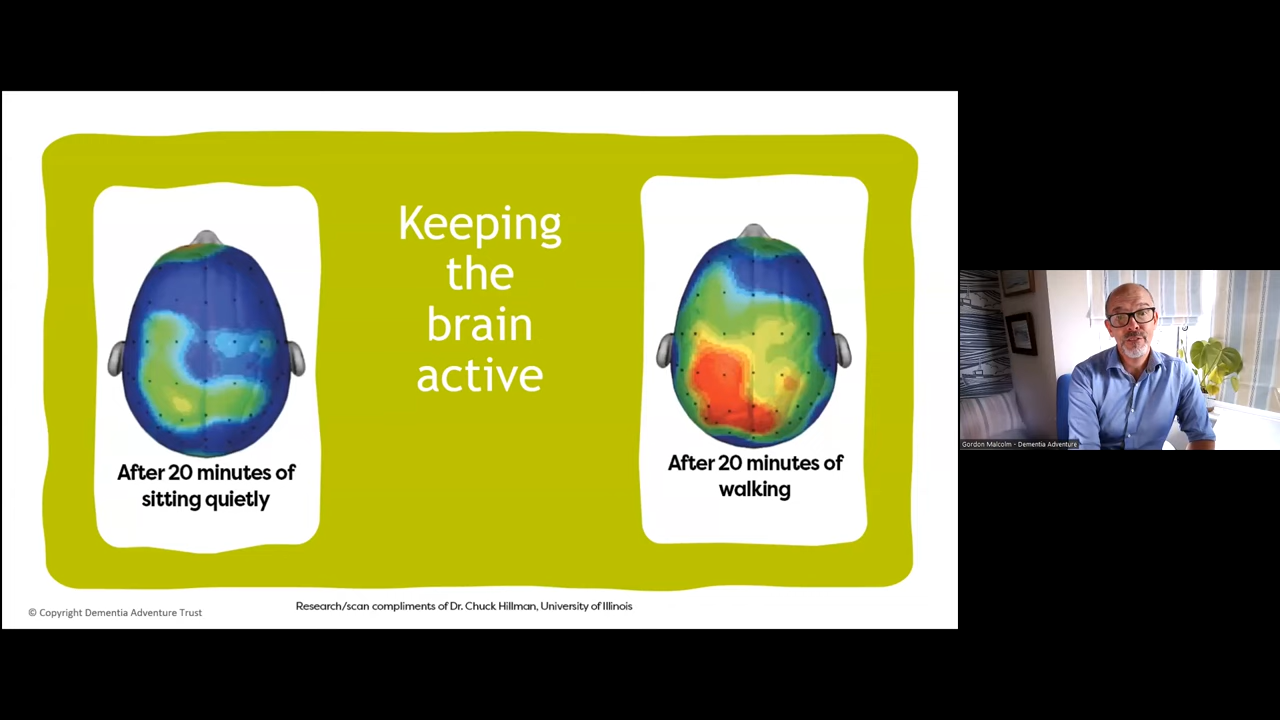 Keeping
the
brain
active
After 20 minutes of
sitting quietly
After 20 minutes of
walking
Research/scan compliments of Dr. Chuck Hillman, University of Illinois
© Copyright Dementia Adventure Trust
Gordon Malcolm - Dementia Adventure